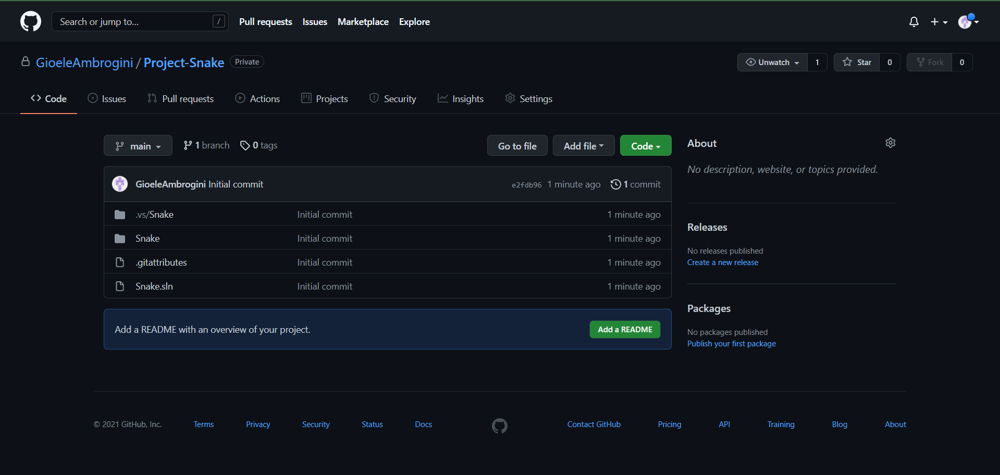 Search or jump to... /
Pull requests Issues Marketplace Explore
GioeleAmbrogini / Project-Snake Private
Unwatch 1 Star 0 Fork 0
Code Issues Pull requests Actions Projects Security Insights Settings
main 1 branch 0 tags Go to file Add file Code
GioeleAmbrogini Initial commit e2fdb96 1 minute ago 1 commit
.vs/Snake Initial commit 1 minute ago
Snake Initial commit 1 minute ago
.gitattributes Initial commit 1 minute ago
Snake.sln Initial commit 1 minute ago
Add a README with an overview of your project. Add a README
About
No description, website, or topics provided.
Releases
No releases published
Create a new release
Packages
No packages published
Publish your first package
© 2021 GitHub, Inc. Terms Privacy Security Status Docs Contact GitHub Pricing API Training Blog About